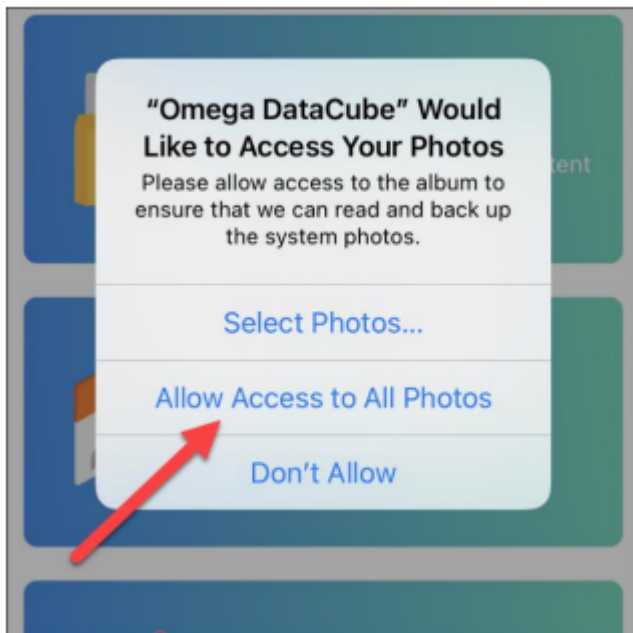 “Omega DataCube” Would
Like to Access Your Photos
Please allow access to the album to
ensure that we can read and back up
the system photos.
Select Photos...
Allow Access to All Photos
Don’t Allow